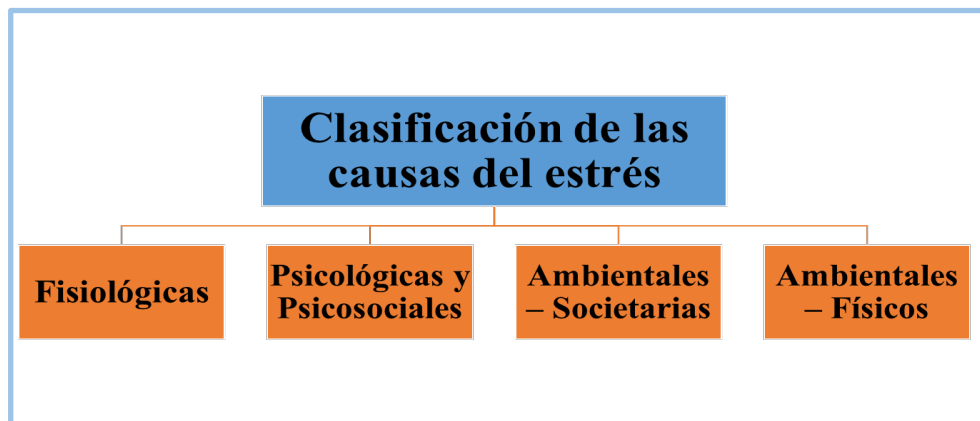 Clasificación de las
causas del estrés
Fisiológicas
Psicológicas y
Psicosociales
Ambientales
– Societarias
Ambientales
– Físicos